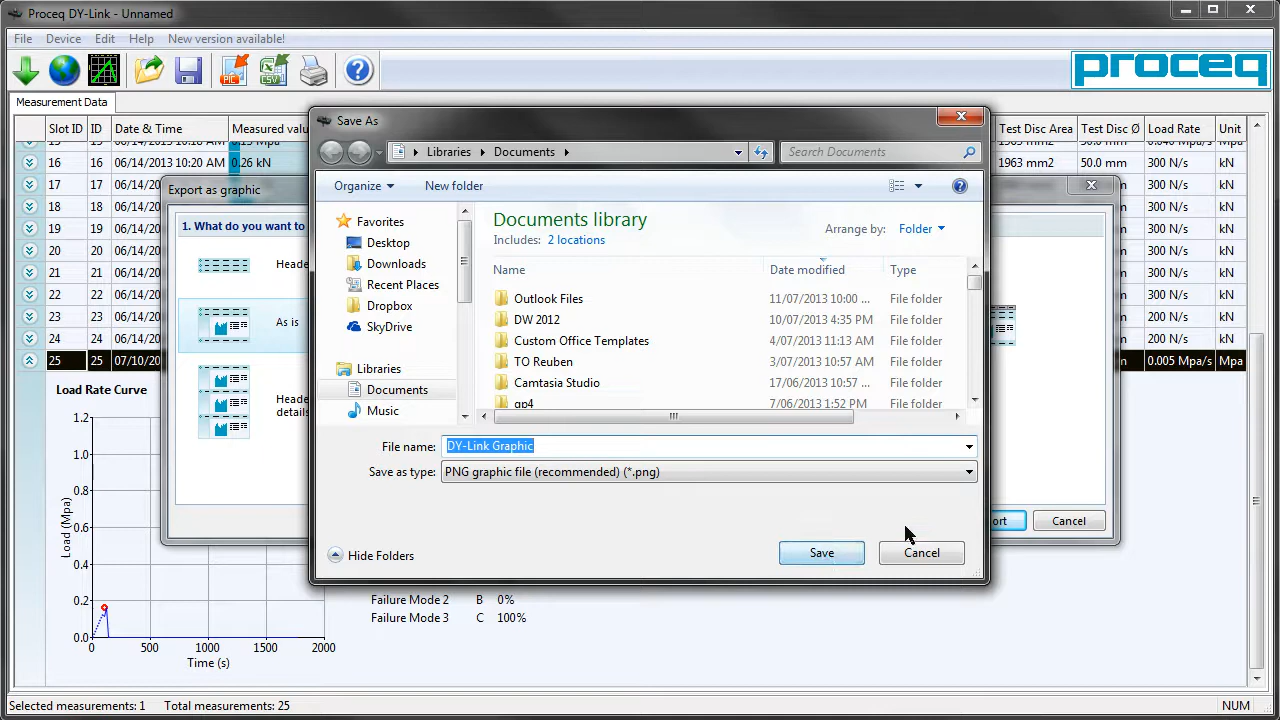 Proceq DY-Link - Unnamed
File Device Edit Help New version available!
PIC CSV ?
proceq
Measurement Data
Slot ID ID Date & Time Measured valu Test Disc Area Test Disc Ø Load Rate Unit
16 16 06/14/2013 10:20 AM 0.26 kN 1963 mm2 50.0 mm 300 N/s kN
17 17 06/14/20 300 N/s kN
18 18 06/14/20 300 N/s kN
19 19 06/14/20 300 N/s kN
20 20 06/14/20 300 N/s kN
21 21 06/14/20 300 N/s kN
22 22 06/14/20 300 N/s kN
23 23 06/14/20 200 N/s kN
24 24 06/14/20 200 N/s kN
25 25 07/10/20 0.005 Mpa/s Mpa
Export as graphic
1. What do you want to
Heade
As is
Heade
details
ort Cancel
Save As
Libraries Documents Search Documents
Organize New folder
Favorites
Desktop
Downloads
Recent Places
Dropbox
SkyDrive
Libraries
Documents
Music
Documents library
Includes: 2 locations
Arrange by: Folder
Name Date modified Type
Outlook Files 11/07/2013 10:00 ... File folder
DW 2012 10/07/2013 4:35 PM File folder
Custom Office Templates 4/07/2013 11:13 AM File folder
TO Reuben 3/07/2013 10:57 AM File folder
Camtasia Studio 17/06/2013 10:57 ... File folder
gp4 7/06/2013 1:52 PM File folder
File name: DY-Link Graphic
Save as type: PNG graphic file (recommended) (*.png)
Hide Folders Save Cancel
Load Rate Curve
Load (Mpa)
1.2
1.0
0.8
0.6
0.4
0.2
0.0
0 500 1000 1500 2000
Time (s)
Failure Mode 2 B 0%
Failure Mode 3 C 100%
Selected measurements: 1 Total measurements: 25 NUM